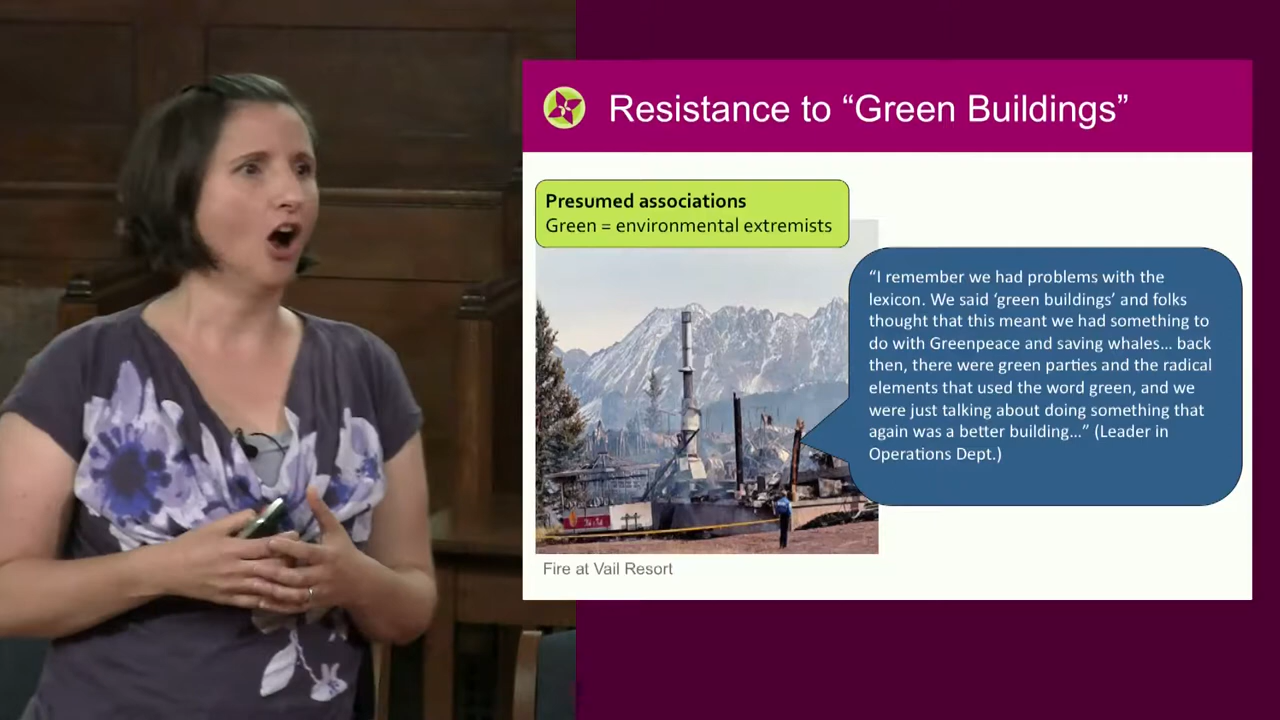 Resistance to “Green Buildings”
Presumed associations
Green = environmental extremists
“I remember we had problems with the
lexicon. We said ‘green buildings’ and folks
thought that this meant we had something to
do with Greenpeace and saving whales… back
then, there were green parties and the radical
elements that used the word green, and we
were just talking about doing something that
again was a better building…” (Leader in
Operations Dept.)
Fire at Vail Resort